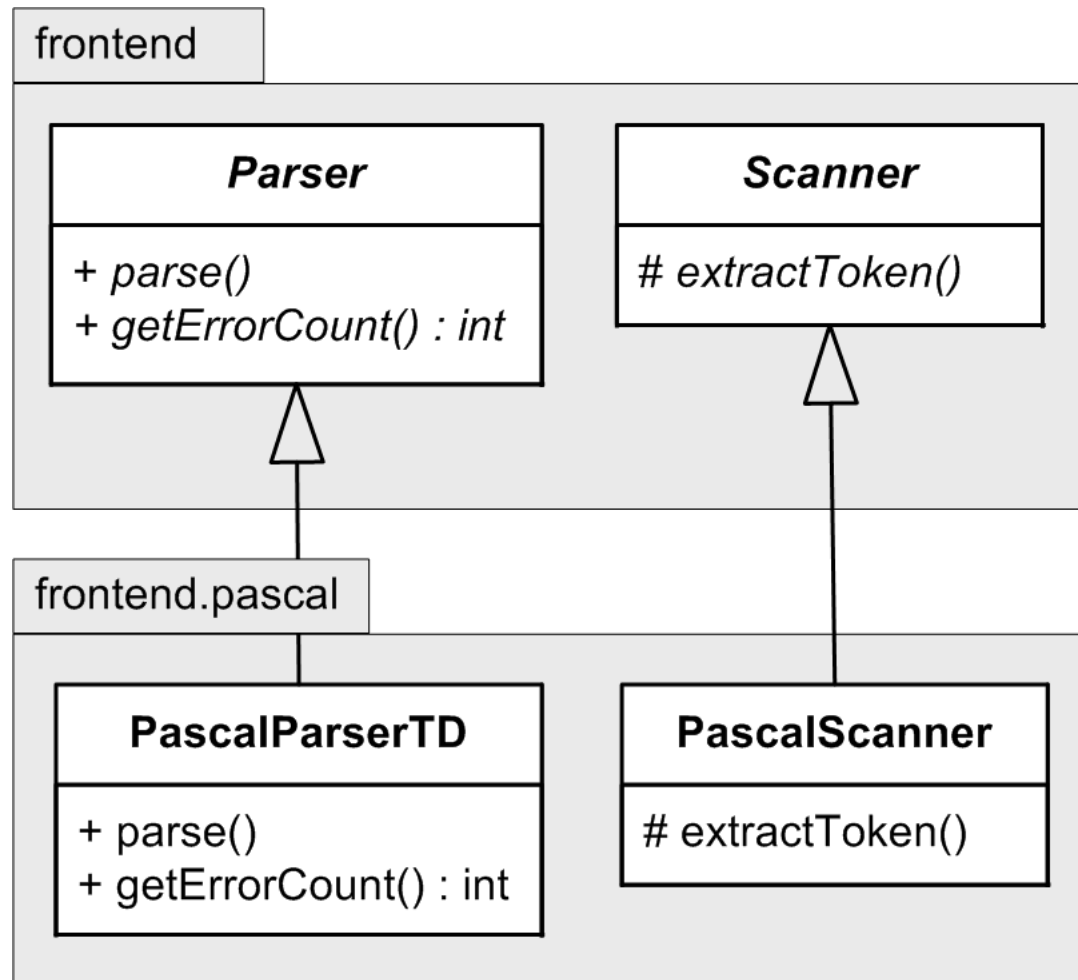 frontend
Parser
+ parse()
+ getErrorCount() : int
Scanner
# extractToken()
frontend.pascal
PascalParserTD
+ parse()
+ getErrorCount() : int
PascalScanner
# extractToken()